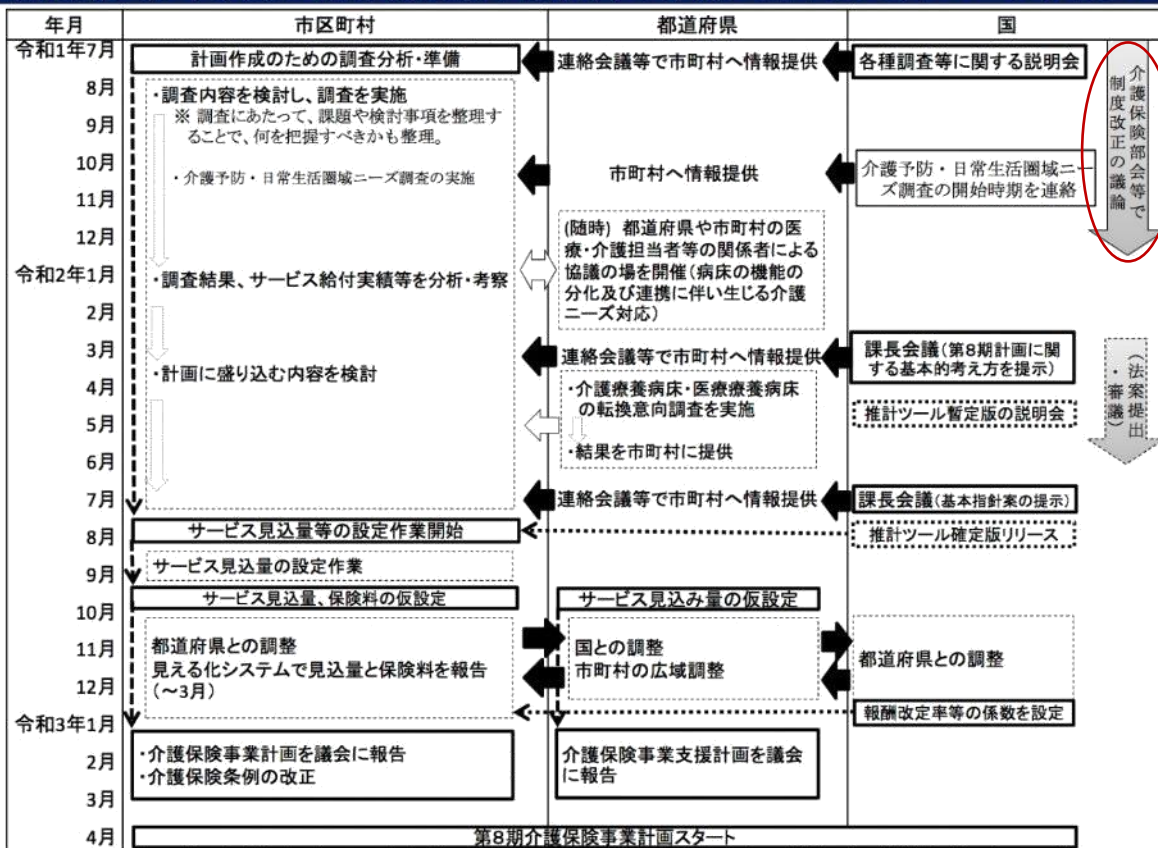 年月
市区町村
都道府県
国
令和1年7月
計画作成のための調査分析・準備
連絡会議等で市町村へ情報提供
各種調査等に関する説明会
介護保険部会等で
制度改正の議論
8月
・調査内容を検討し、調査を実施
※ 調査にあたって、課題や検討事項を整理す
ることで、何を把握すべきかも整理。
9月
10月
・介護予防・日常生活圏域ニーズ調査の実施
市町村へ情報提供
介護予防・日常生活圏域ニー
ズ調査の開始時期を連絡
11月
12月
(随時) 都道府県や市町村の医
療・介護担当者等の関係者による
協議の場を開催(病床の機能の
分化及び連携に伴い生じる介護
ニーズ対応)
令和2年1月
・調査結果、サービス給付実績等を分析・考察
2月
3月
連絡会議等で市町村へ情報提供
課長会議(第8期計画に関
する基本的考え方を提示)
(法案提出
・審議)
・計画に盛り込む内容を検討
4月
・介護療養病床・医療療養病床
の転換意向調査を実施
推計ツール暫定版の説明会
5月
・結果を市町村に提供
6月
7月
連絡会議等で市町村へ情報提供
課長会議(基本指針案の提示)
サービス見込量等の設定作業開始
推計ツール確定版リリース
8月
サービス見込量の設定作業
9月
サービス見込量、保険料の仮設定
サービス見込み量の仮設定
10月
11月
都道府県との調整
見える化システムで見込量と保険料を報告
(～3月)
国との調整
市町村の広域調整
都道府県との調整
12月
報酬改定率等の係数を設定
令和3年1月
・介護保険事業計画を議会に報告
・介護保険条例の改正
介護保険事業支援計画を議会
に報告
2月
3月
4月
第8期介護保険事業計画スタート